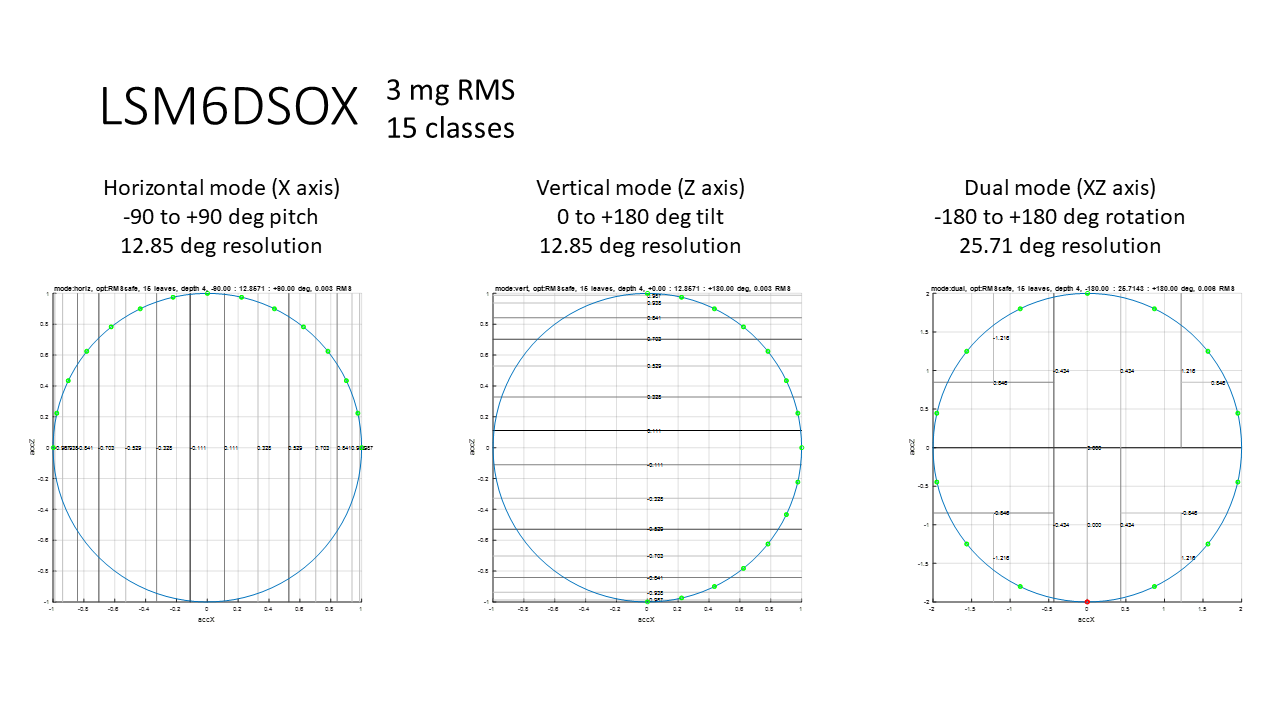 LSM6DSOX
3 mg RMS
15 classes
Horizontal mode (X axis)
-90 to +90 deg pitch
12.85 deg resolution
Vertical mode (Z axis)
0 to +180 deg tilt
12.85 deg resolution
Dual mode (XZ axis)
-180 to +180 deg rotation
25.71 deg resolution
mode:horiz, opt:RMSsafe, 15 leaves, depth 4, -90.00 : 12.8571 : +90.00 deg, 0.003 RMS
1
0.8
0.6
0.4
0.2
0
-0.2
-0.4
-0.6
-0.8
-1
accZ
-0.841 -0.703 -0.529 -0.325 -0.111 0.111 0.325 0.529 0.703 0.841
-1 -0.8 -0.6 -0.4 -0.2 0 0.2 0.4 0.6 0.8 1
accX
mode:vert, opt:RMSsafe, 15 leaves, depth 4, +0.00 : 12.8571 : +180.00 deg, 0.003 RMS
1
0.8
0.6
0.4
0.2
0
-0.2
-0.4
-0.6
-0.8
-1
accZ
0.987
0.935
0.841
0.703
0.529
0.325
0.111
-0.111
-0.325
-0.529
-0.703
-0.841
-0.935
-0.987
-1 -0.8 -0.6 -0.4 -0.2 0 0.2 0.4 0.6 0.8 1
accX
mode:dual, opt:RMSsafe, 15 leaves, depth 4, -180.00 : 25.7143 : +180.00 deg, 0.006 RMS
2
1.5
1
0.5
0
-0.5
-1
-1.5
-2
accZ
-1.216
-0.434 0.434 1.216
0.846 0.846
0.000
-0.846 -0.846
-0.434 0.000 0.434
-1.216 1.216
-2 -1.5 -1 -0.5 0 0.5 1 1.5 2
accX